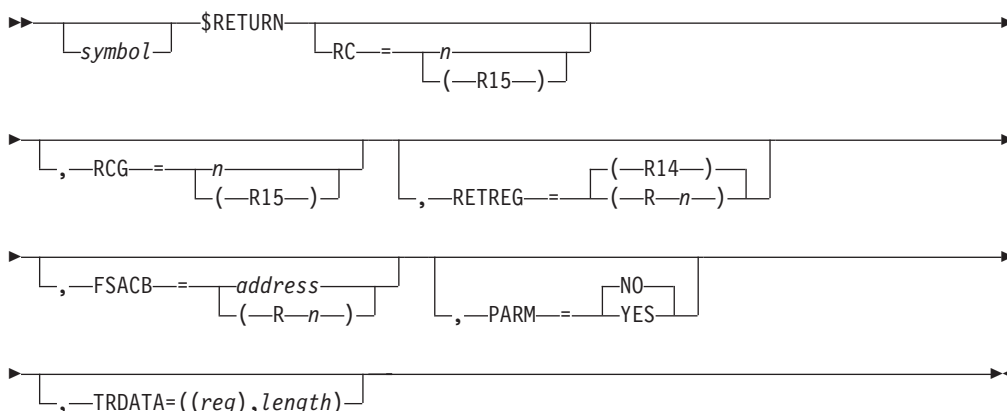 $RETURN
symbol
RC = n
( R15 )
, RCG = n
( R15 )
( R14 )
, RETREG = ( R n )
, FSACB = address
( R n )
NO
, PARM = YES
, TRDATA=((reg),length)